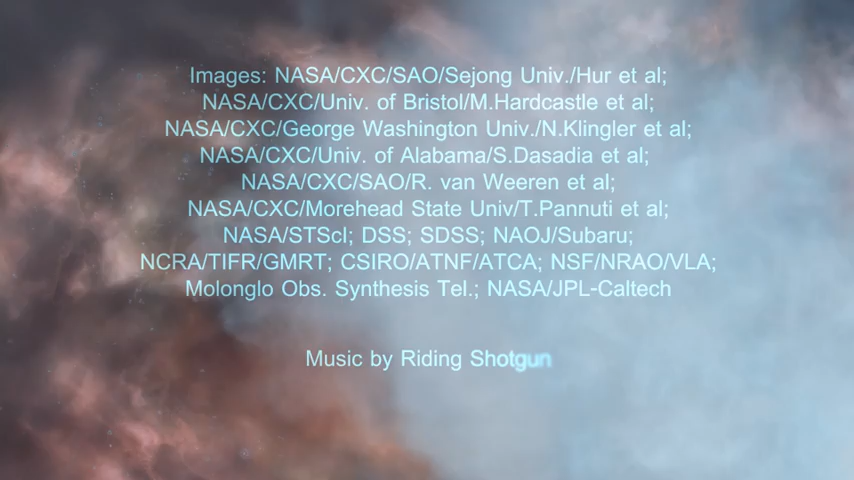 Images: NASA/CXC/SAO/Sejong Univ./Hur et al;
NASA/CXC/Univ. of Bristol/M.Hardcastle et al;
NASA/CXC/George Washington Univ./N.Klingler et al;
NASA/CXC/Univ. of Alabama/S.Dasadia et al;
NASA/CXC/SAO/R. van Weeren et al;
NASA/CXC/Morehead State Univ/T.Pannuti et al;
NASA/STScl; DSS; SDSS; NAOJ/Subaru;
NCRA/TIFR/GMRT; CSIRO/ATNF/ATCA; NSF/NRAO/VLA;
Molonglo Obs. Synthesis Tel.; NASA/JPL-Caltech
Music by Riding Shotgun